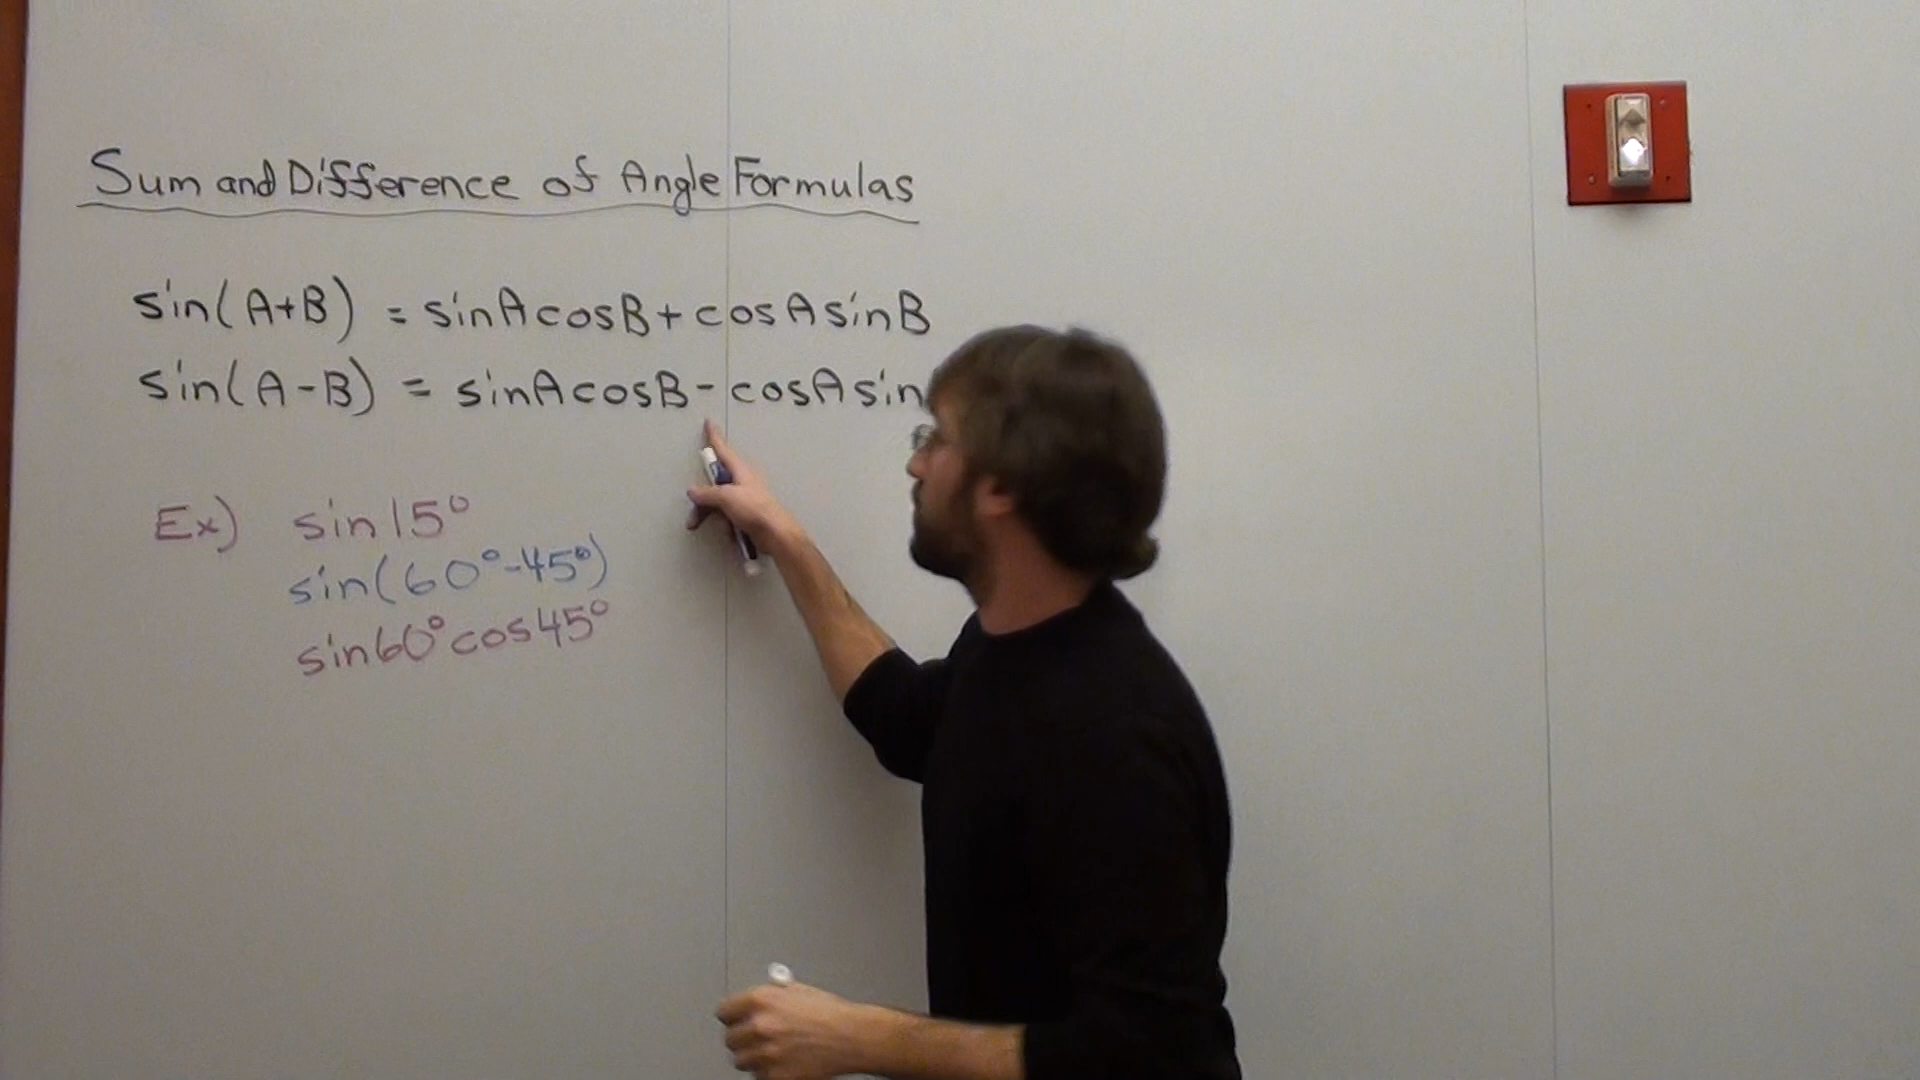 Sum and Difference of Angle Formulas
sin(A+B) = sinAcosB+cosAsinB
sin(A-B) = sinAcosB-cosAsin
Ex) sin15°
sin(60°-45°)
sin60°cos45°